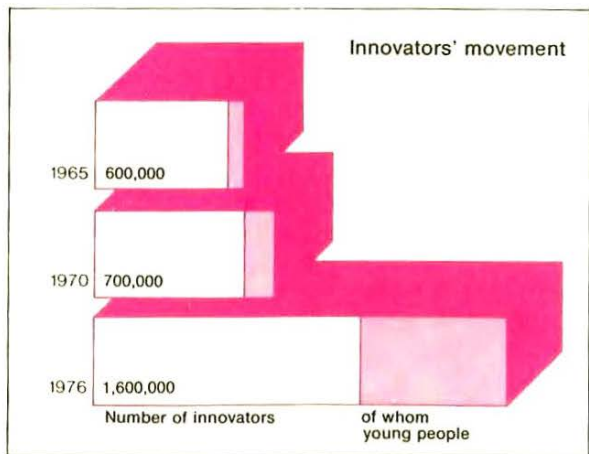 Innovators' movement
1965 600,000
1970 700,000
1976 1,600,000
Number of innovators
of whom
young people